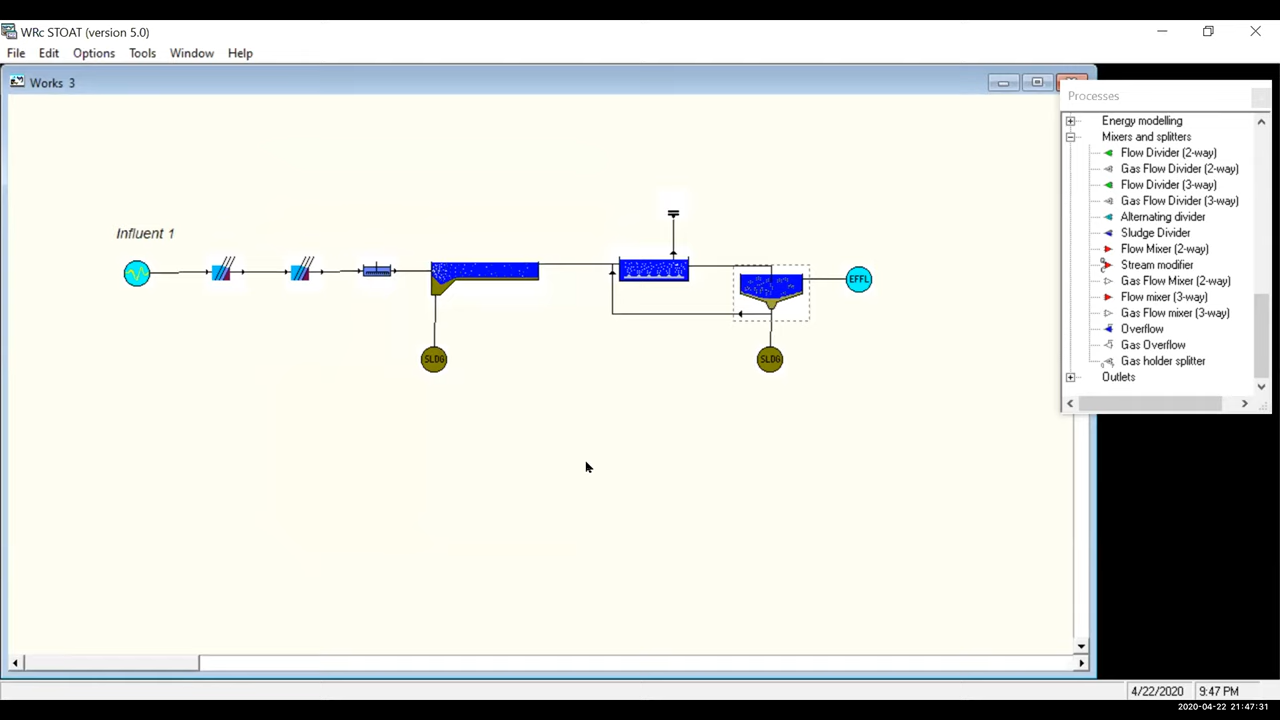 WRc STOAT (version 5.0)
File Edit Options Tools Window Help
Works 3
Processes
Energy modelling
Mixers and splitters
Flow Divider (2-way)
Gas Flow Divider (2-way)
Flow Divider (3-way)
Gas Flow Divider (3-way)
Alternating divider
Sludge Divider
Flow Mixer (2-way)
Stream modifier
Gas Flow Mixer (2-way)
Flow mixer (3-way)
Gas Flow mixer (3-way)
Overflow
Gas Overflow
Gas holder splitter
Outlets
Influent 1
EFFL
SLDG
SLDG
4/22/2020 9:47 PM
2020-04-22 21:47:31